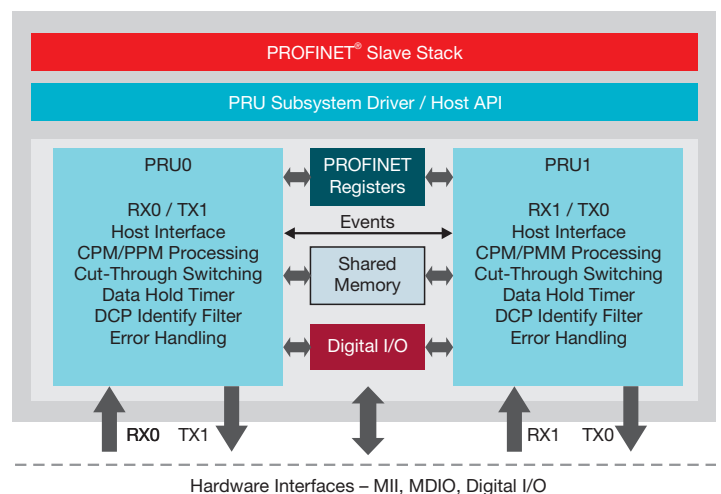 PROFINET® Slave Stack
PRU Subsystem Driver / Host API
PRU0
RX0 / TX1
Host Interface
CPM/PPM Processing
Cut-Through Switching
Data Hold Timer
DCP Identify Filter
Error Handling
PROFINET
Registers
Events
Shared
Memory
Digital I/O
PRU1
RX1 / TX0
Host Interface
CPM/PMM Processing
Cut-Through Switching
Data Hold Timer
DCP Identify Filter
Error Handling
RX0 TX1
RX1 TX0
Hardware Interfaces – MII, MDIO, Digital I/O